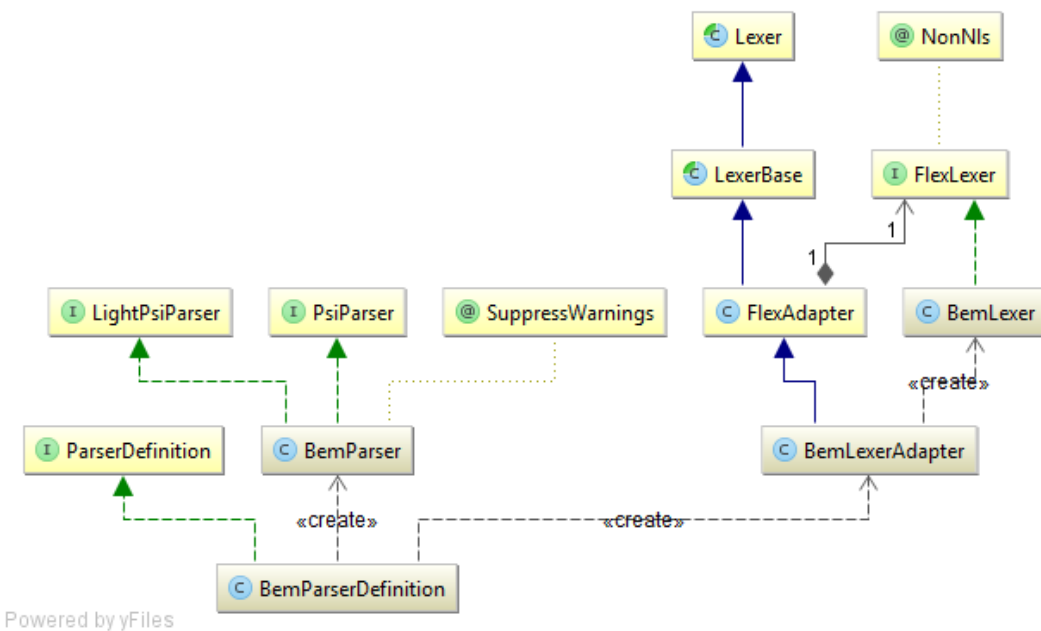 Lexer
NonNls
LexerBase
FlexLexer
1
1
LightPsiParser
PsiParser
SuppressWarnings
FlexAdapter
BemLexer
«create»
ParserDefinition
BemParser
BemLexerAdapter
«create»
«create»
BemParserDefinition
Powered by yFiles